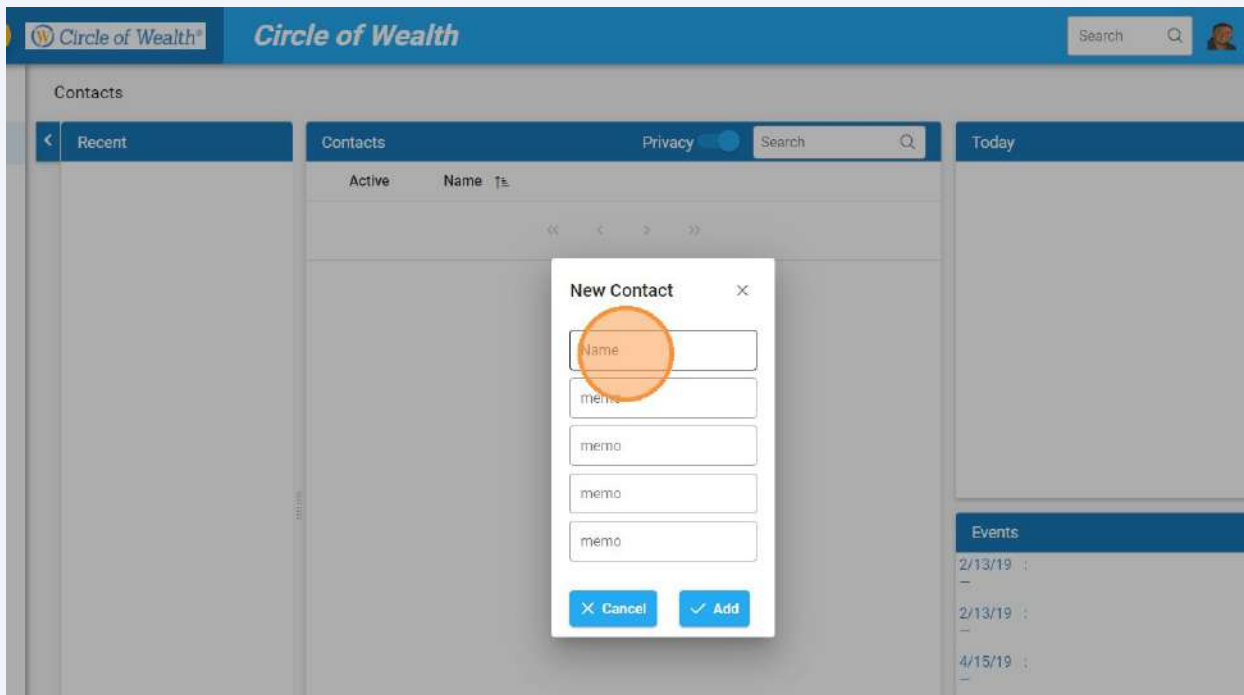 W Circle of Wealth®
Circle of Wealth
Search
Contacts
Recent
Contacts
Privacy
Search
Today
Active
Name
New Contact
Name
memo
memo
memo
memo
Cancel
Add
Events
2/13/19 :
2/13/19 :
4/15/19 :